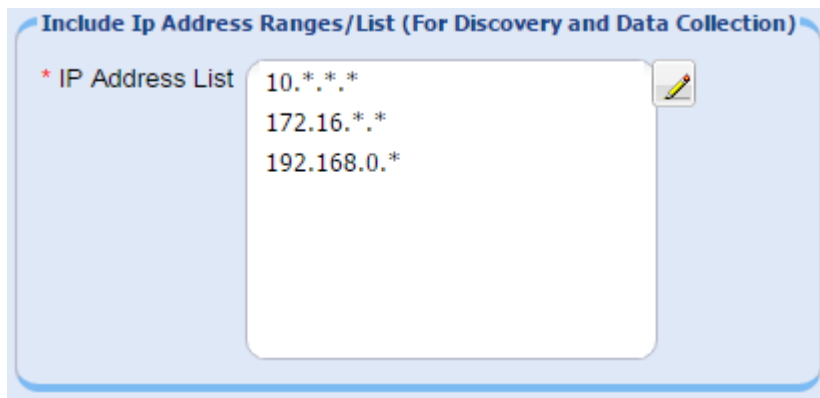 Include Ip Address Ranges/List (For Discovery and Data Collection)
* IP Address List
10.*.*.*
172.16.*.*
192.168.0.*